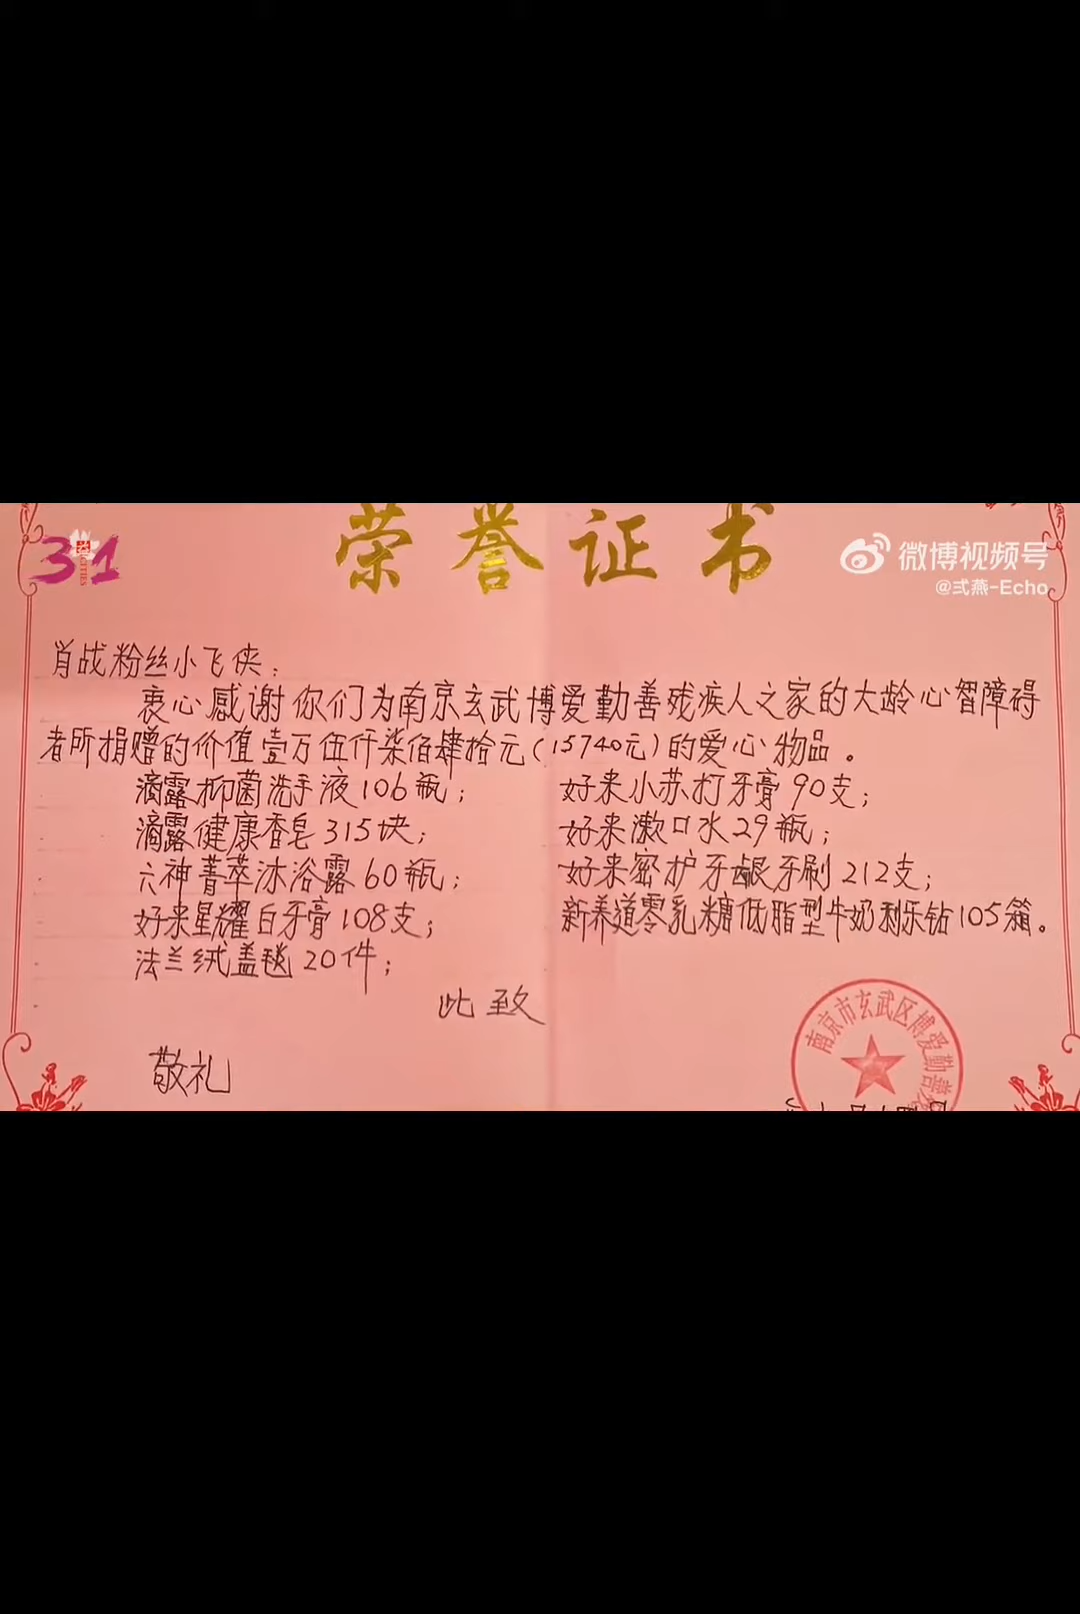 荣誉证书
31
微博视频号
@弍燕-Echo
肖战粉丝小飞侠：
衷心感谢你们为南京玄武博爱勤善残疾人之家的大龄心智障碍
者所捐赠的价值壹万伍仟柒佰肆拾元（15740元）的爱心物品。
滴露抑菌洗手液106瓶；
滴露健康香皂315块；
六神菁萃沐浴露60瓶；
好来星耀白牙膏108支；
法兰绒盖毯20件；
好来小苏打牙膏90支；
好来漱口水29瓶；
好来密护牙龈牙刷212支；
新养道零乳糖低脂型牛奶利乐钻105箱。
此致
敬礼
南京市玄武区博爱勤善